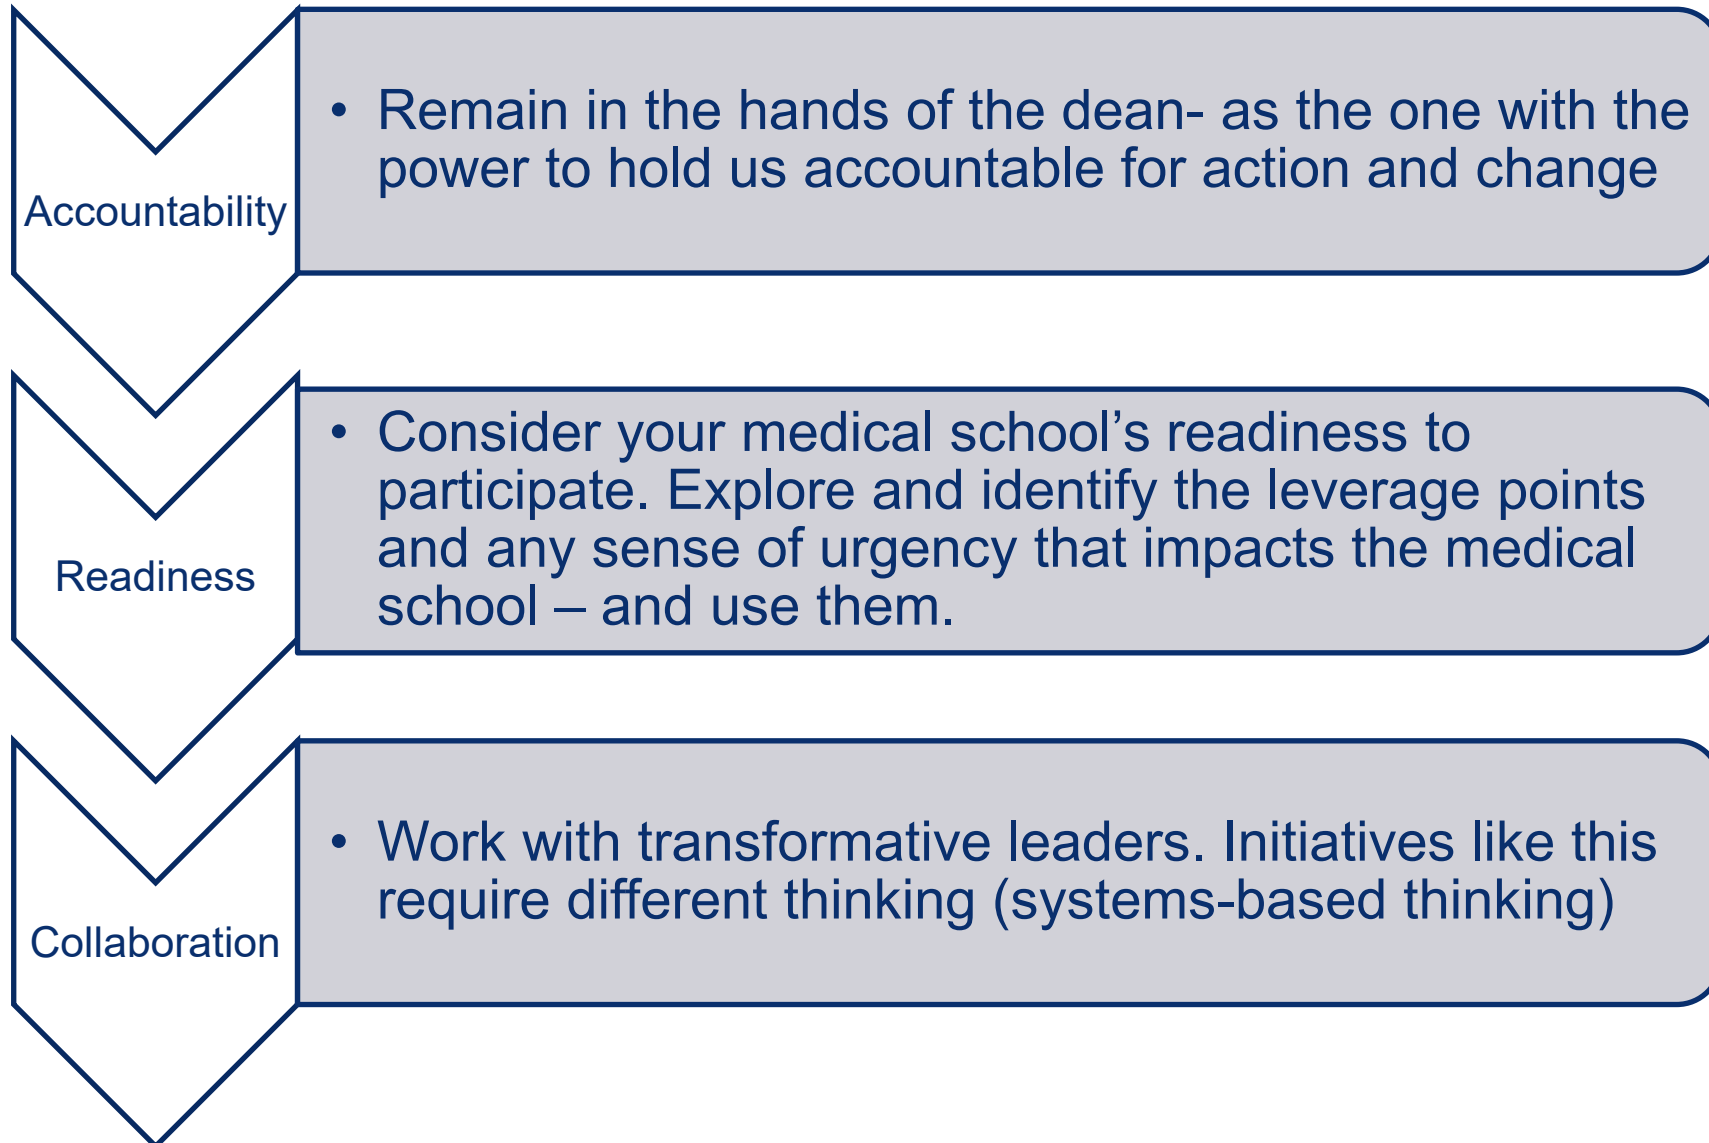 Accountability
• Remain in the hands of the dean- as the one with the
power to hold us accountable for action and change
Readiness
• Consider your medical school’s readiness to
participate. Explore and identify the leverage points
and any sense of urgency that impacts the medical
school – and use them.
Collaboration
• Work with transformative leaders. Initiatives like this
require different thinking (systems-based thinking)